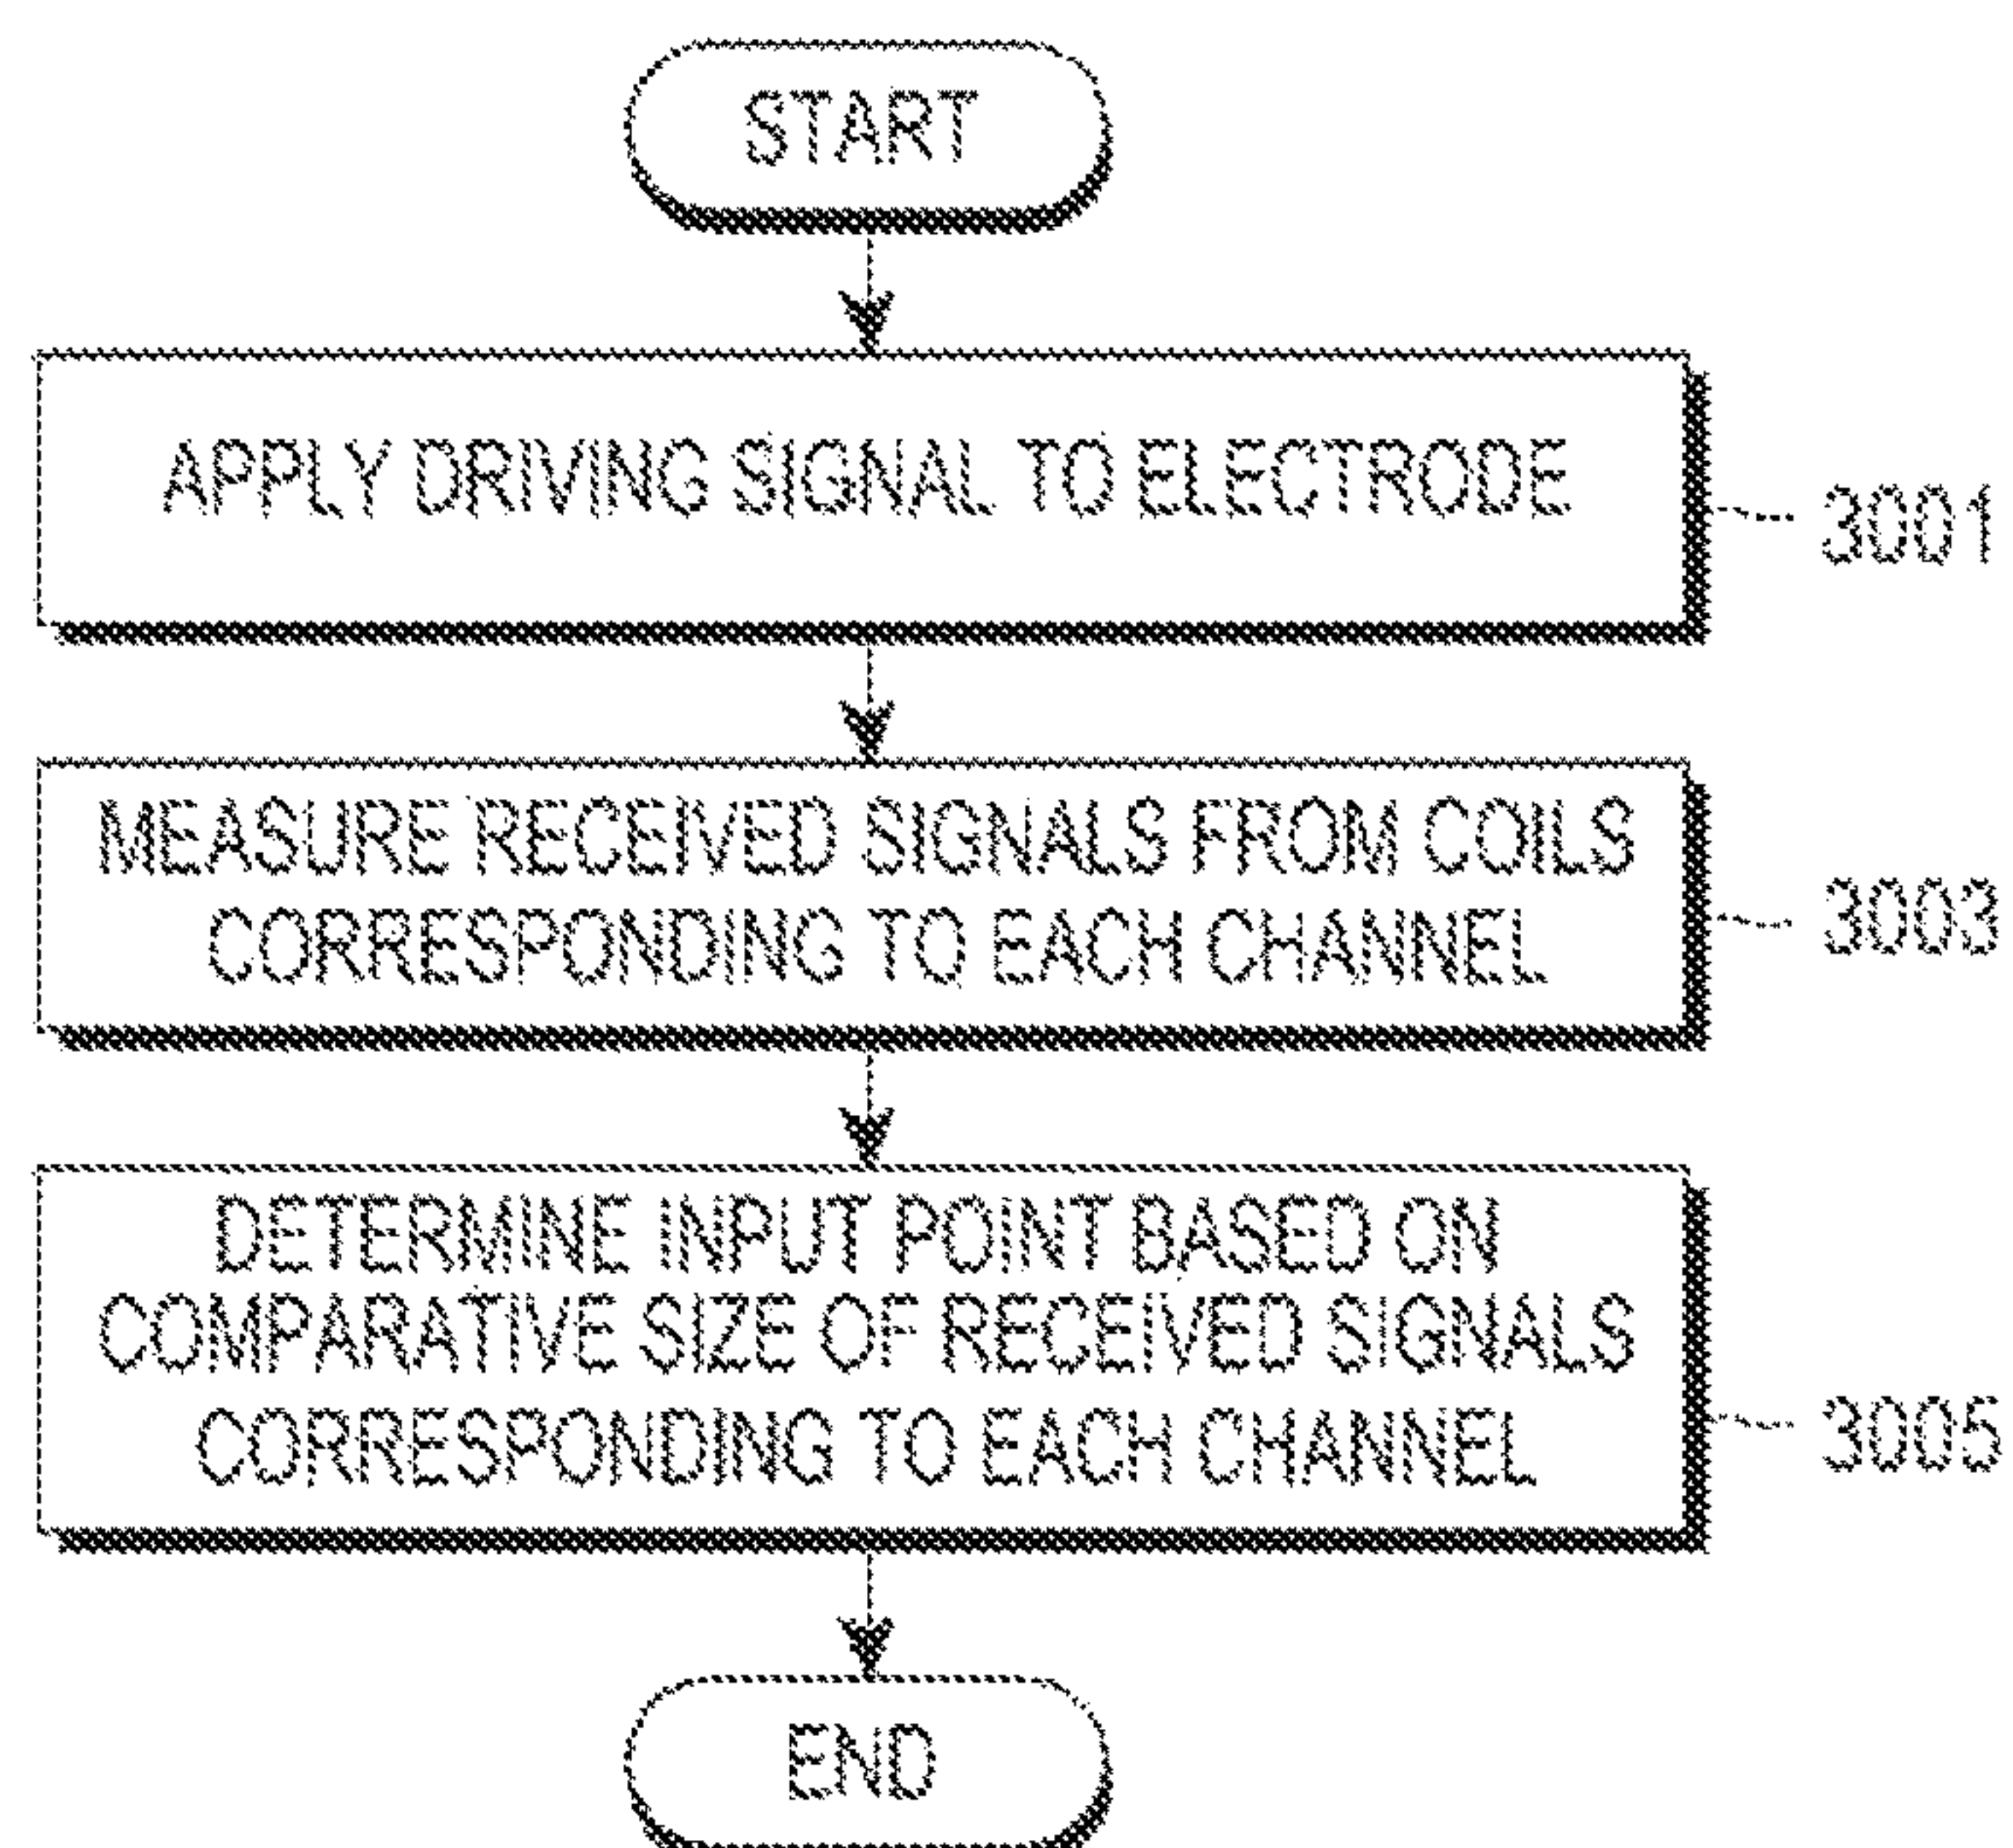 START
APPLY DRIVING SIGNAL TO ELECTRODE
3001
MEASURE RECEIVED SIGNALS FROM COILS
CORRESPONDING TO EACH CHANNEL
3003
DETERMINE INPUT POINT BASED ON
COMPARATIVE SIZE OF RECEIVED SIGNALS
CORRESPONDING TO EACH CHANNEL
3005
END